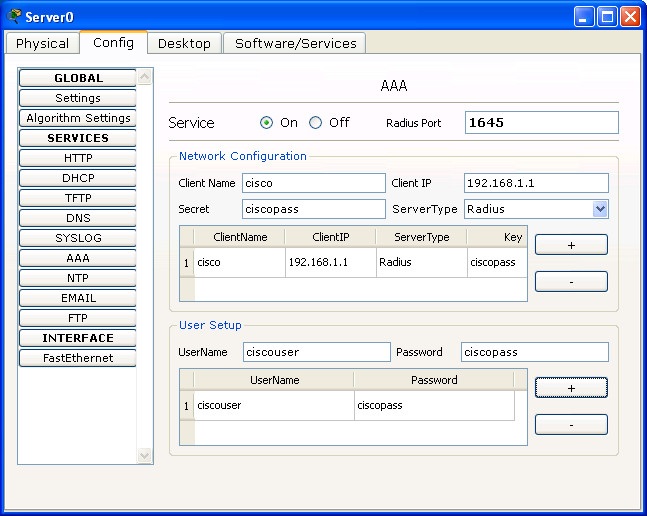 Server0
Physical Config Desktop Software/Services
GLOBAL
Settings
Algorithm Settings
SERVICES
HTTP
DHCP
TFTP
DNS
SYSLOG
AAA
NTP
EMAIL
FTP
INTERFACE
FastEthernet
AAA
Service On Off Radius Port 1645
Network Configuration
Client Name cisco Client IP 192.168.1.1
Secret ciscopass ServerType Radius
ClientName ClientIP ServerType Key
1 cisco 192.168.1.1 Radius ciscopass
+
-
User Setup
UserName ciscouser Password ciscopass
UserName Password
1 ciscouser ciscopass
+
-